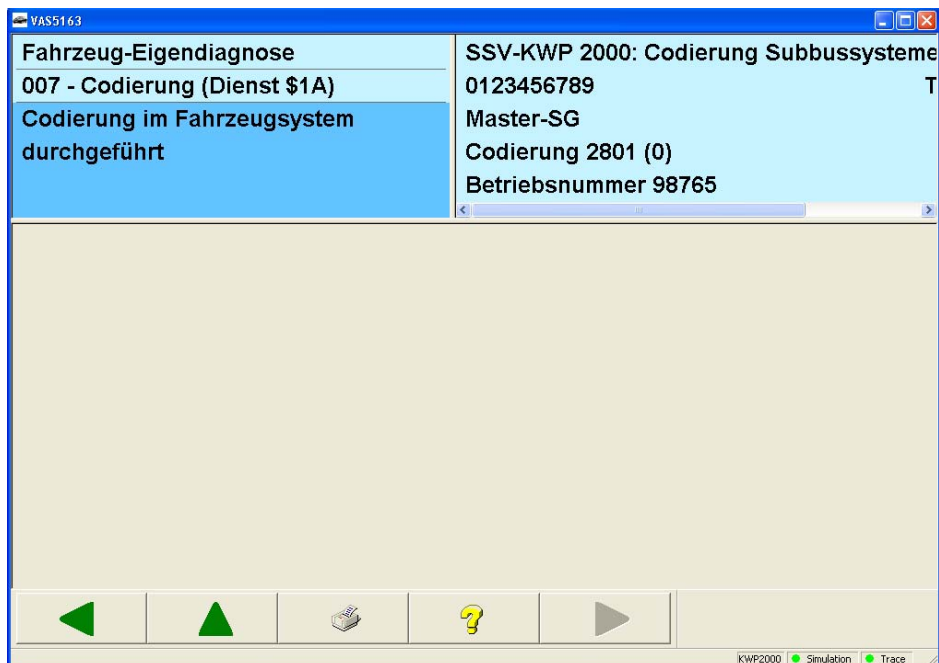 VAS5163
Fahrzeug-Eigendiagnose
007 - Codierung (Dienst $1A)
Codierung im Fahrzeugsystem
durchgeführt
SSV-KWP 2000: Codierung Subbussysteme
0123456789 T
Master-SG
Codierung 2801 (0)
Betriebsnummer 98765
?
KWP2000 Simulation Trace